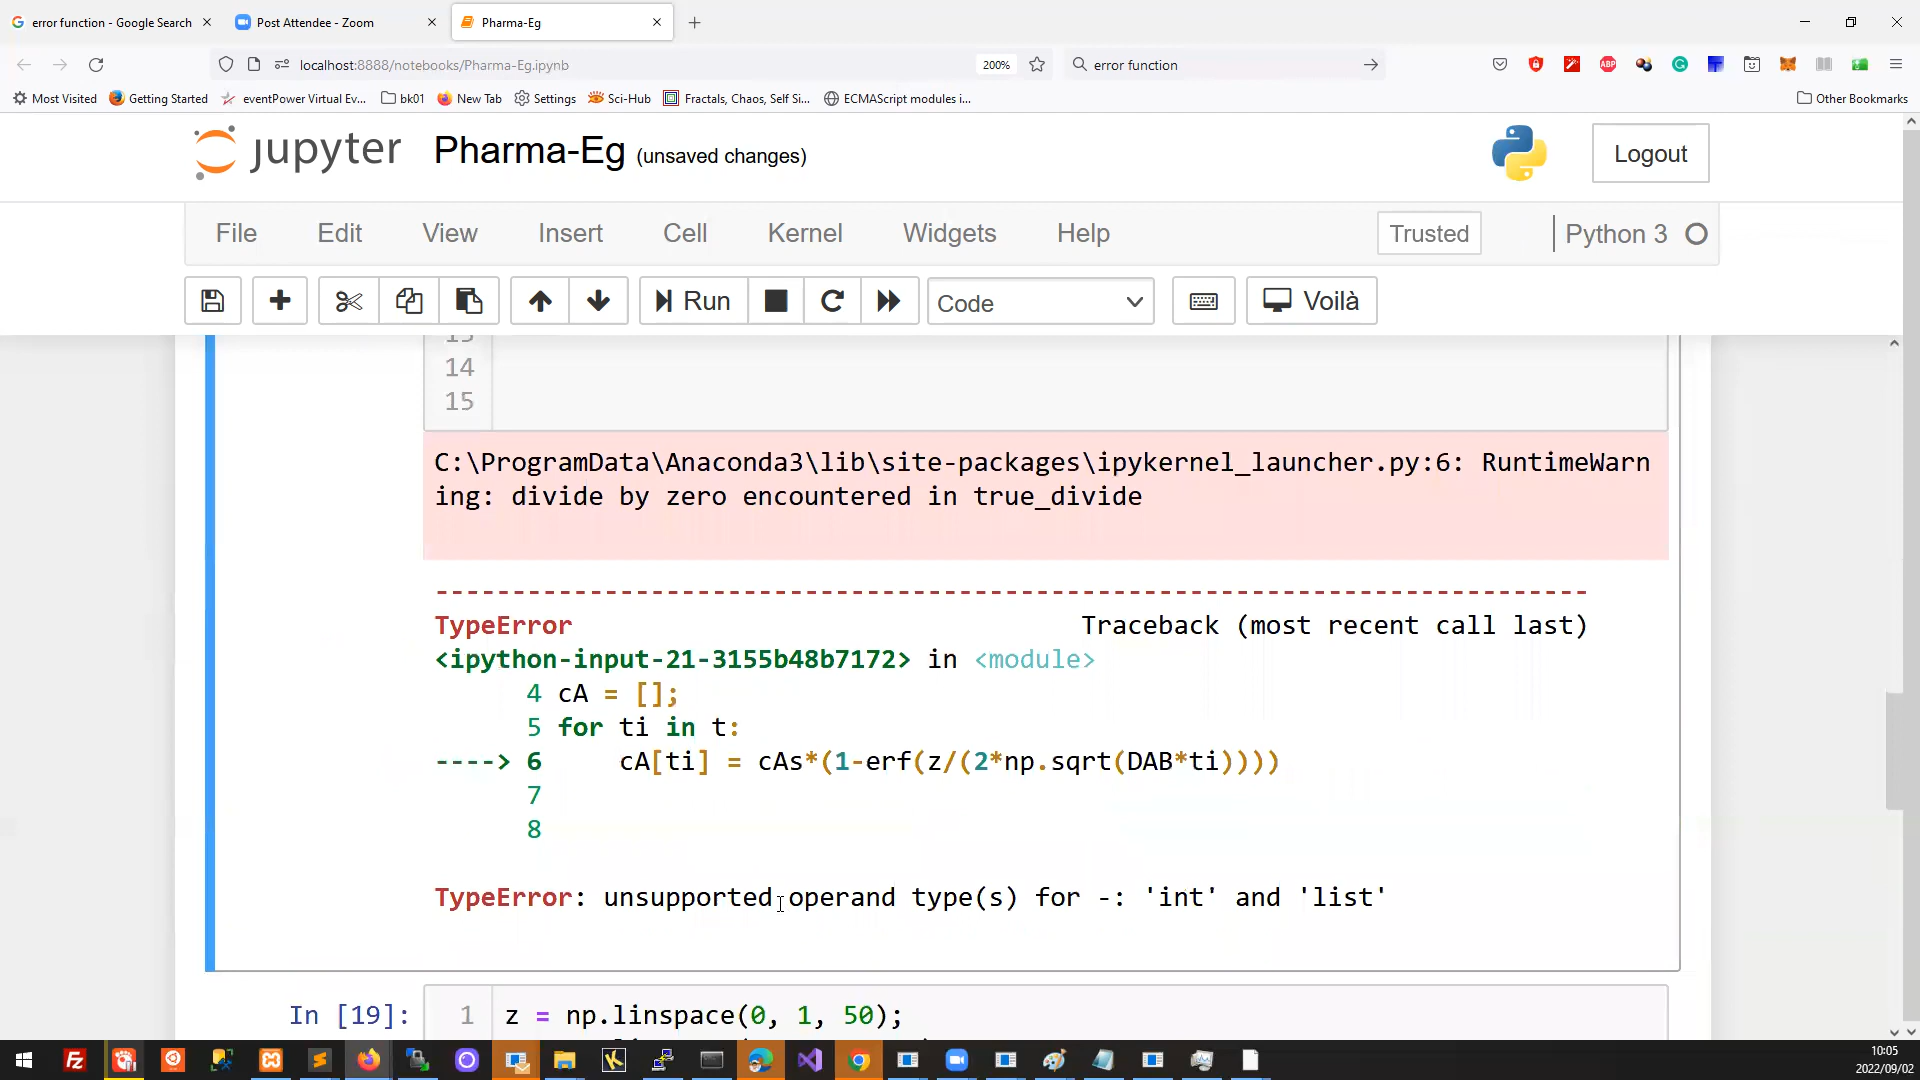 error function - Google Search
Post Attendee - Zoom
Pharma-Eg
localhost:8888/notebooks/Pharma-Eg.ipynb
200%
error function
Most Visited
Getting Started
eventPower Virtual Ev...
bk01
New Tab
Settings
Sci-Hub
Fractals, Chaos, Self Si...
ECMAScript modules i...
Other Bookmarks
jupyter
Pharma-Eg (unsaved changes)
Logout
File Edit View Insert Cell Kernel Widgets Help
Trusted
Python 3
Run
Code
Voilà
13
14
15
C:\ProgramData\Anaconda3\lib\site-packages\ipykernel_launcher.py:6: RuntimeWarn
ing: divide by zero encountered in true_divide
-----------------------------------------------------------------------
TypeError Traceback (most recent call last)
<ipython-input-21-3155b48b7172> in <module>
4 cA = [];
5 for ti in t:
----> 6 cA[ti] = cAs*(1-erf(z/(2*np.sqrt(DAB*ti))))
7
8
TypeError: unsupported operand type(s) for -: 'int' and 'list'
In [19]:
1 z = np.linspace(0, 1, 50);
10:05
2022/09/02